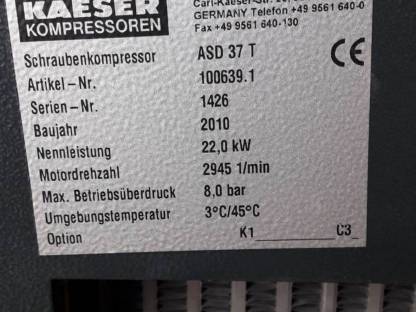 KAESER
KOMPRESSOREN
GERMANY Telefon +49 9561 640-0
Fax +49 9561 640-130
Schraubenkompressor ASD 37 T CE
Artikel - Nr. 100639.1
Serien - Nr. 1426
Baujahr 2010
Nennleistung 22,0 kW
Motordrehzahl 2945 1/min
Max. Betriebsüberdruck 8,0 bar
Umgebungstemperatur 3°C/45°C
Option K1_________C3_